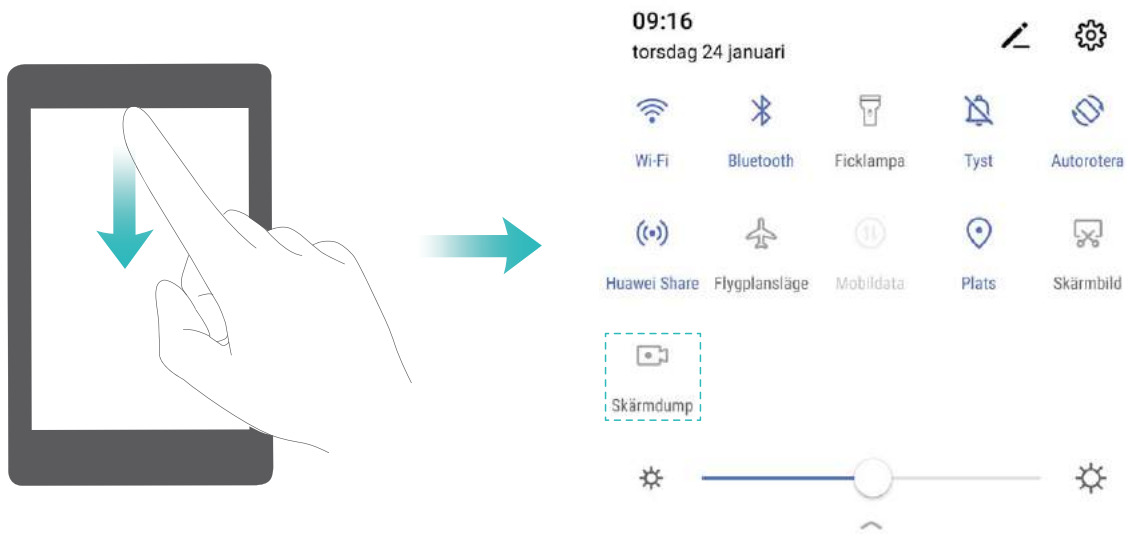 09:16
torsdag 24 januari
Wi-Fi Bluetooth Ficklampa Tyst Autorotera
Huawei Share Flygplansläge Mobildata Plats Skärmbild
Skärmdump